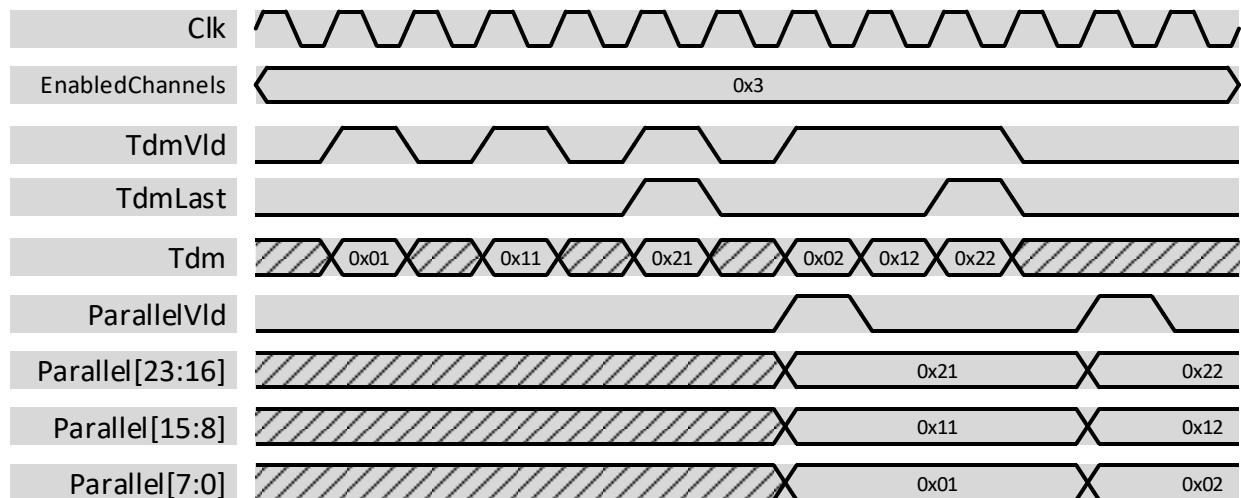 Clk
EnabledChannels 0x3
TdmVld
TdmLast
Tdm 0x01 0x11 0x21 0x02 0x12 0x22
ParallelVld
Parallel[23:16] 0x21 0x22
Parallel[15:8] 0x11 0x12
Parallel[7:0] 0x01 0x02